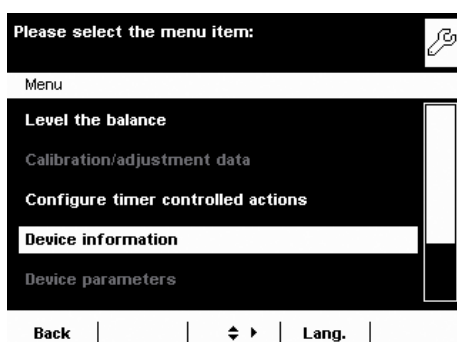 Please select the menu item:
Menu
Level the balance
Calibration/adjustment data
Configure timer controlled actions
Device information
Device parameters
Back Lang.